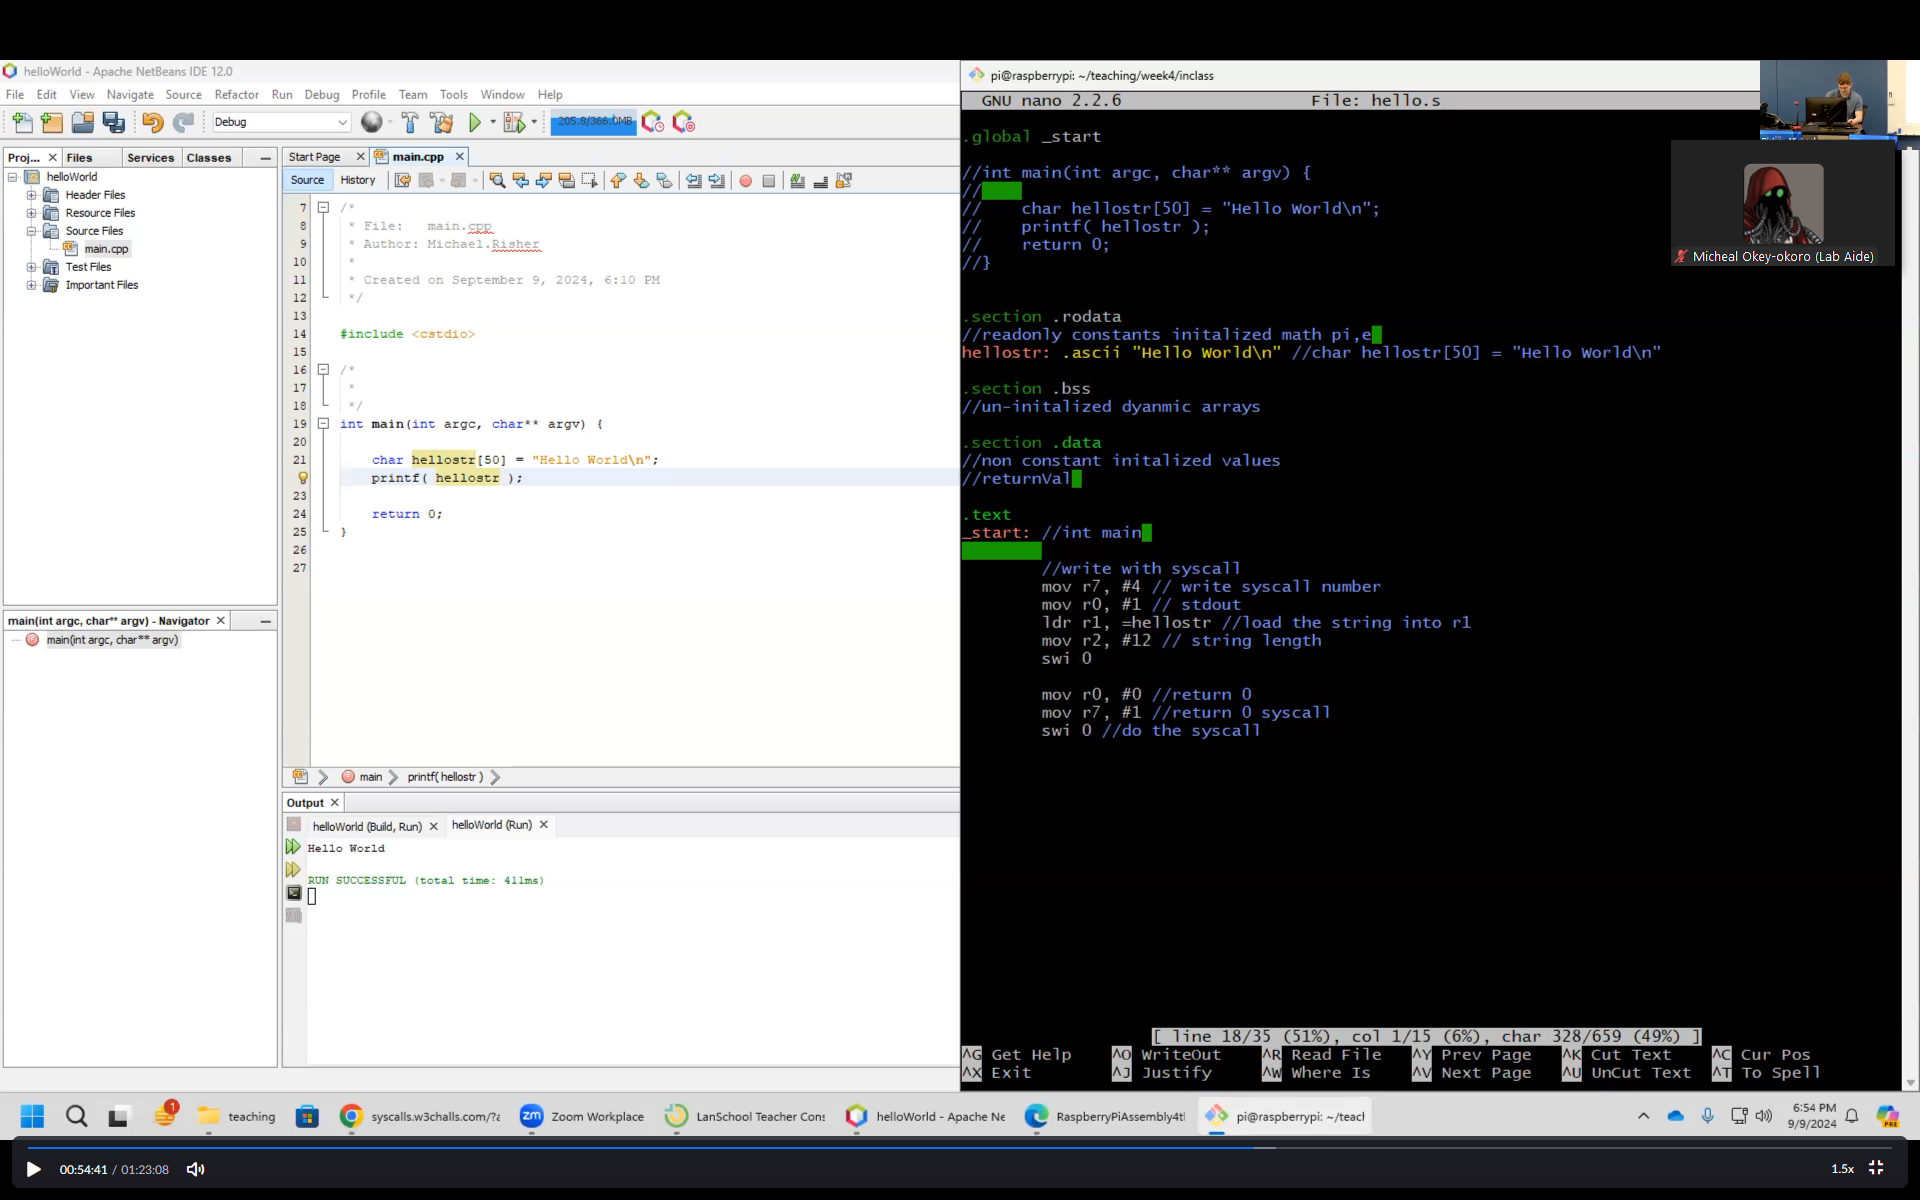 helloWorld - Apache NetBeans IDE 12.0
File Edit View Navigate Source Refactor Run Debug Profile Team Tools Window Help
Debug
205.8/366.0MB
Proj... Files Services Classes
helloWorld
Header Files
Resource Files
Source Files
main.cpp
Test Files
Important Files
main(int argc, char** argv) - Navigator
main(int argc, char** argv)
Start Page main.cpp
Source History
7 /*
8 * File: main.cpp
9 * Author: Michael.Risher
10 *
11 * Created on September 9, 2024, 6:10 PM
12 */
13
14 #include <cstdio>
15
16 /*
17 *
18 */
19 int main(int argc, char** argv) {
20
21 char hellostr[50] = "Hello World\n";
printf( hellostr );
23
24 return 0;
25 }
26
27
main printf( hellostr )
Output
helloWorld (Build, Run) helloWorld (Run)
Hello World
RUN SUCCESSFUL (total time: 411ms)
pi@raspberrypi: ~/teaching/week4/inclass
GNU nano 2.2.6 File: hello.s
.global _start
//int main(int argc, char** argv) {
//
// char hellostr[50] = "Hello World\n";
// printf( hellostr );
// return 0;
//}
.section .rodata
//readonly constants initalized math pi,e
hellostr: .ascii "Hello World\n" //char hellostr[50] = "Hello World\n"
.section .bss
//un-initalized dyanmic arrays
.section .data
//non constant initalized values
//returnVal
.text
_start: //int main
//write with syscall
mov r7, #4 // write syscall number
mov r0, #1 // stdout
ldr r1, =hellostr //load the string into r1
mov r2, #12 // string length
swi 0
mov r0, #0 //return 0
mov r7, #1 //return 0 syscall
swi 0 //do the syscall
[ line 18/35 (51%), col 1/15 (6%), char 328/659 (49%) ]
^G Get Help ^O WriteOut ^R Read File ^Y Prev Page ^K Cut Text ^C Cur Pos
^X Exit ^J Justify ^W Where Is ^V Next Page ^U UnCut Text ^T To Spell
Micheal Okey-okoro (Lab Aide)
1 teaching syscalls.w3challs.com/?a Zoom Workplace LanSchool Teacher Cons helloWorld - Apache Ne RaspberryPiAssembly4t pi@raspberrypi: ~/teach
6:54 PM
9/9/2024
PRE
00:54:41 / 01:23:08 1.5x